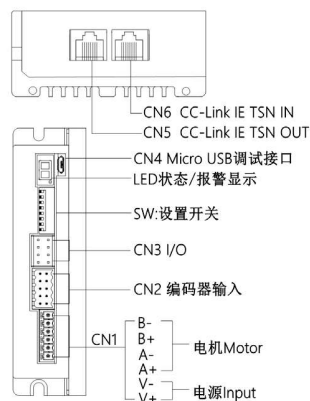 CN6 CC-Link IE TSN IN
CN5 CC-Link IE TSN OUT
CN4 Micro USB调试接口
LED状态/报警显示
SW:设置开关
CN3 I/O
CN2 编码器输入
CN1
B-
B+
A-
A+
电机Motor
V-
V+
电源Input